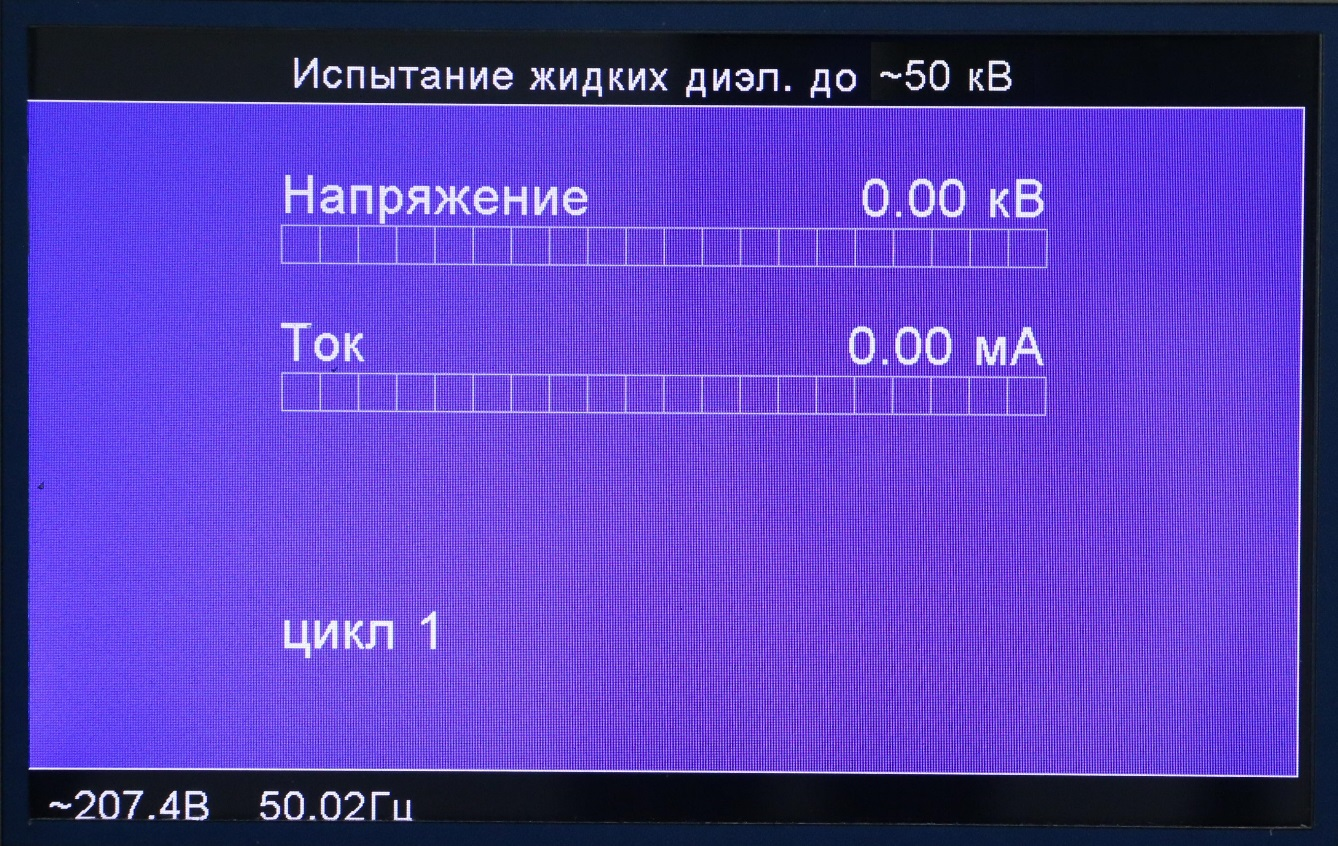 Испытание жидких диэл. до ~50 кВ
Напряжение 0.00 кВ
Ток 0.00 мА
цикл 1
~207.4В 50.02Гц